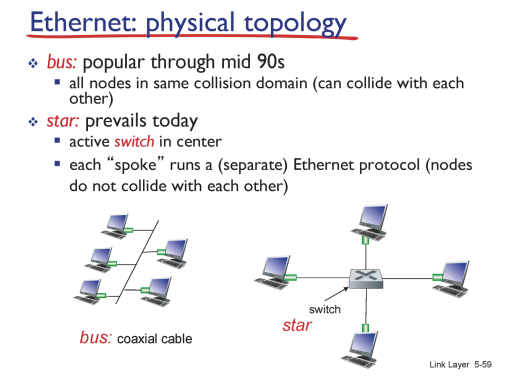 Ethernet: physical topology
❖ bus: popular through mid 90s
▪ all nodes in same collision domain (can collide with each
other)
❖ star: prevails today
▪ active switch in center
▪ each “spoke” runs a (separate) Ethernet protocol (nodes
do not collide with each other)
switch
star
bus: coaxial cable
Link Layer 5-59